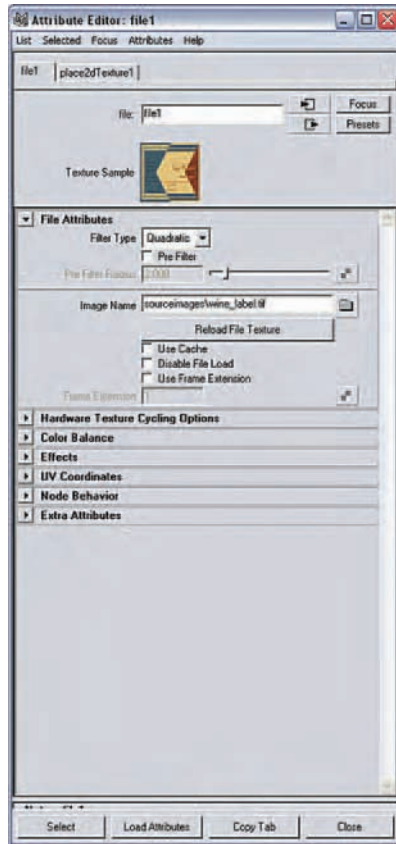 Attribute Editor: file1
List Selected Focus Attributes Help
file1 place2dTexture1
file: file1
Focus
Presets
Texture Sample
File Attributes
Filter Type Quadratic
Pre Filter
Pre Filter Radius 2.000
Image Name sourceimages\wine_label.tif
Reload File Texture
Use Cache
Disable File Load
Use Frame Extension
Frame Extension 1
Hardware Texture Cycling Options
Color Balance
Effects
UV Coordinates
Node Behavior
Extra Attributes
Select Load Attributes Copy Tab Close